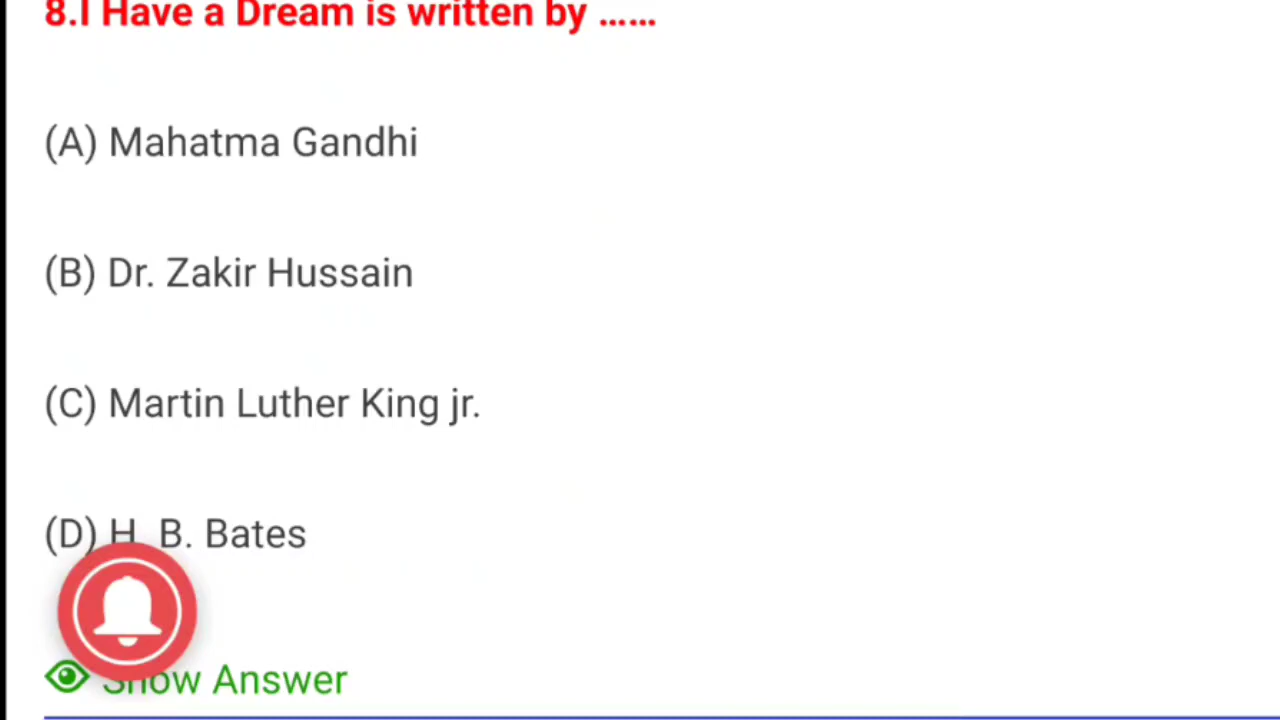 8.I Have a Dream is written by ......
(A) Mahatma Gandhi
(B) Dr. Zakir Hussain
(C) Martin Luther King jr.
(D) H. B. Bates
Show Answer